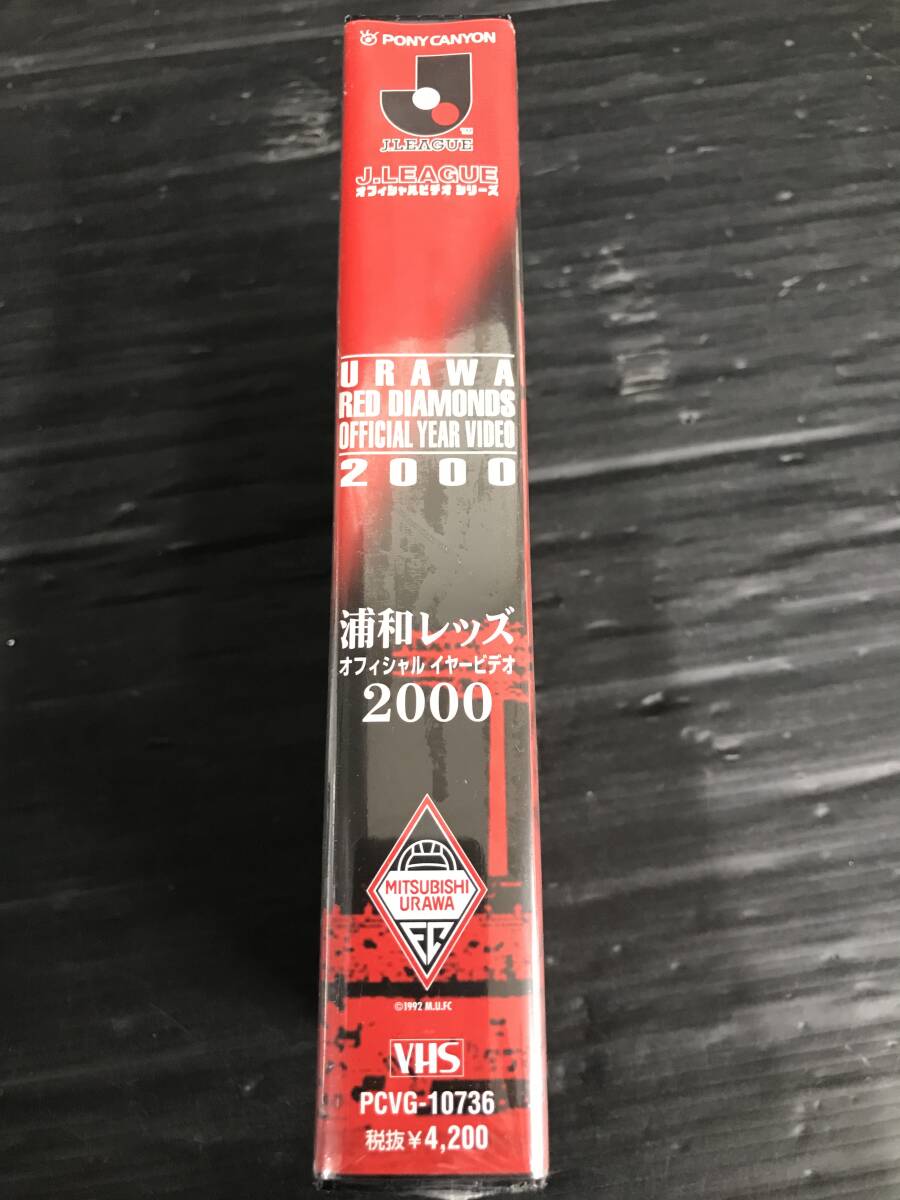 PONY CANYON
J.LEAGUE
TM
J.LEAGUE
オフィシャルビデオ シリーズ
URAWA
RED DIAMONDS
OFFICIAL YEAR VIDEO
2000
浦和レッズ
オフィシャル イヤービデオ
2000
MITSUBISHI
URAWA
FC
©1992 M.U.FC
VHS
PCVG-10736
税抜¥4,200